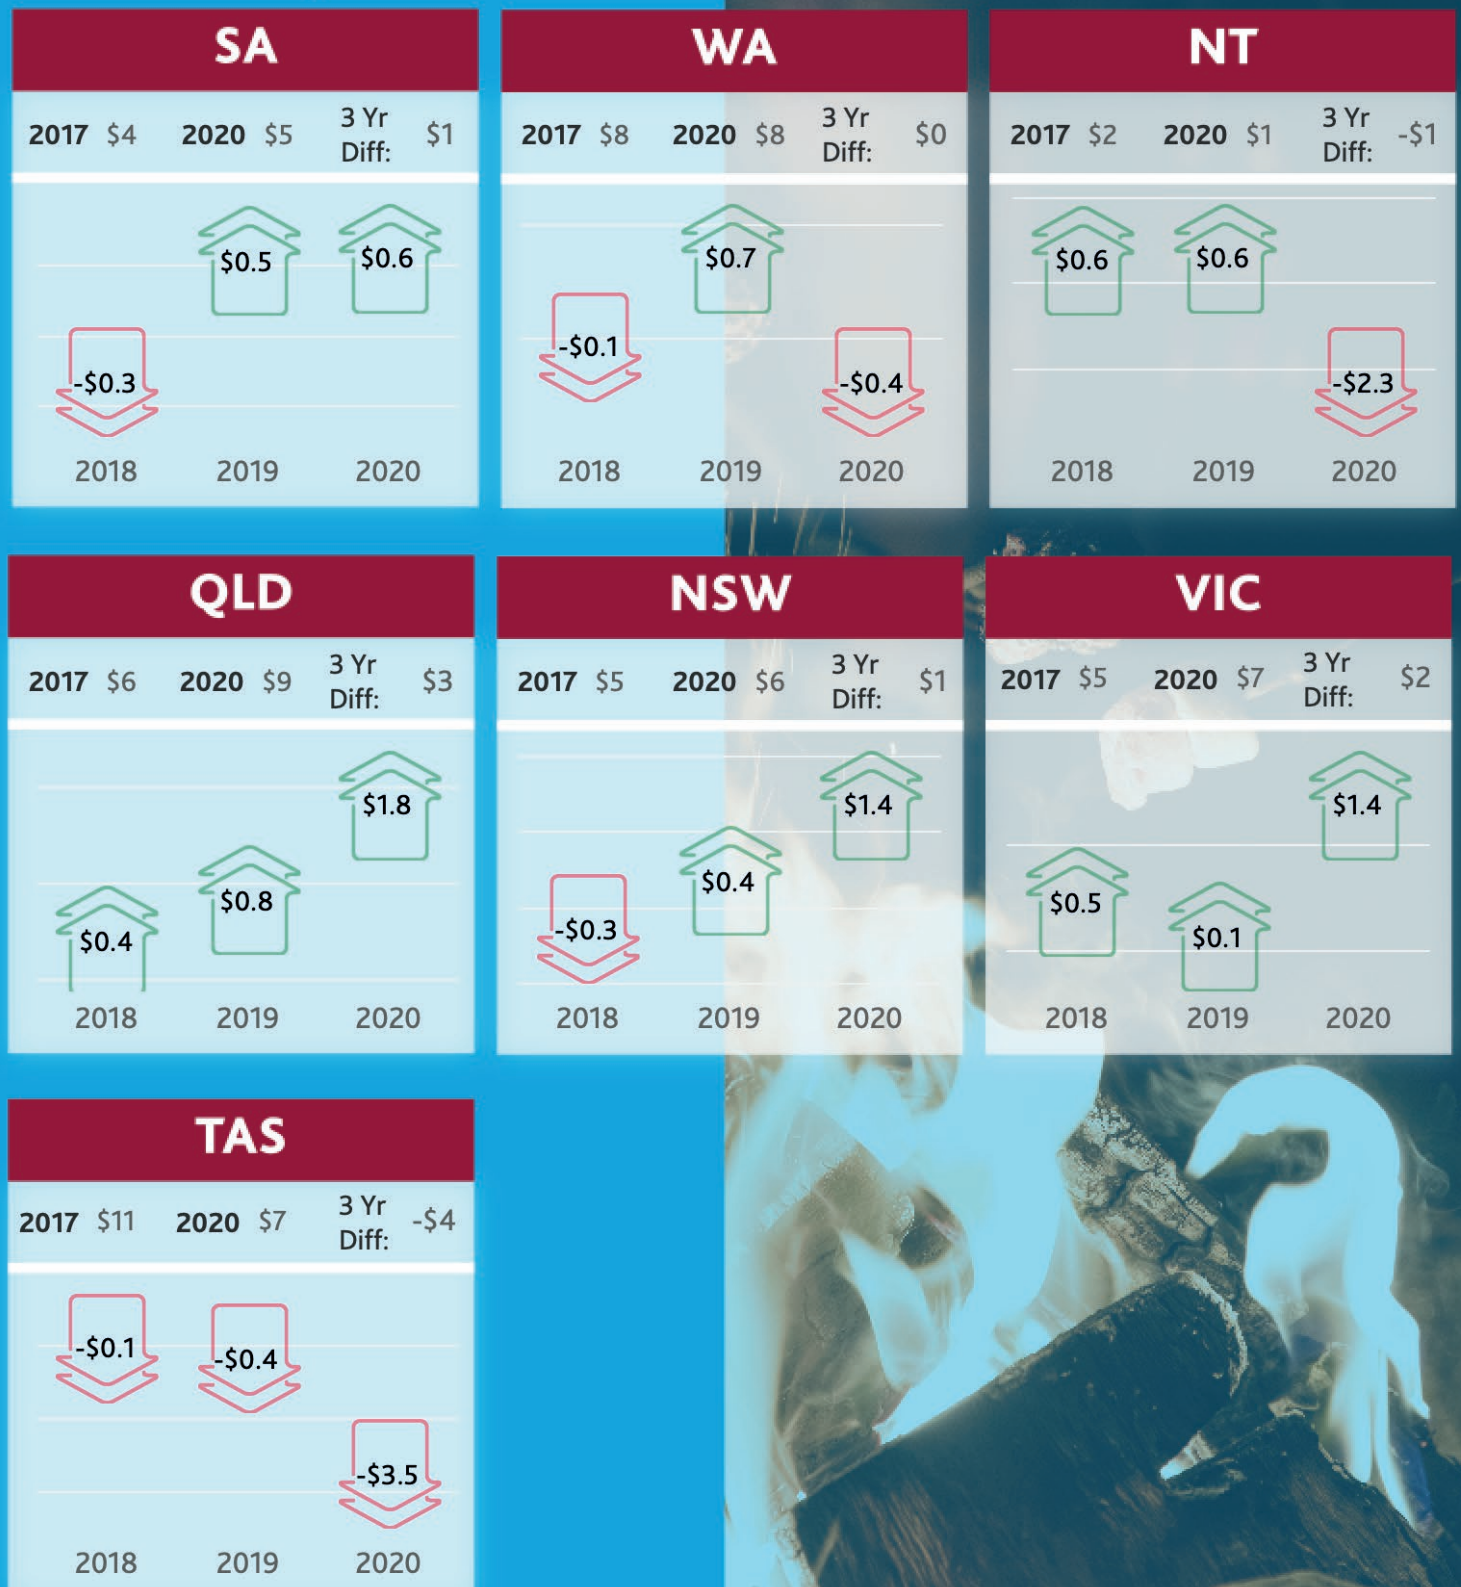 SA
2017 $4 2020 $5 3 Yr Diff: $1
$0.5 $0.6
-$0.3
2018 2019 2020
WA
2017 $8 2020 $8 3 Yr Diff: $0
$0.7
-$0.1
-$0.4
2018 2019 2020
NT
2017 $2 2020 $1 3 Yr Diff: -$1
$0.6 $0.6
-$2.3
2018 2019 2020
QLD
2017 $6 2020 $9 3 Yr Diff: $3
$1.8
$0.8
$0.4
2018 2019 2020
NSW
2017 $5 2020 $6 3 Yr Diff: $1
$1.4
$0.4
-$0.3
2018 2019 2020
VIC
2017 $5 2020 $7 3 Yr Diff: $2
$1.4
$0.5
$0.1
2018 2019 2020
TAS
2017 $11 2020 $7 3 Yr Diff: -$4
-$0.1
-$0.4
-$3.5
2018 2019 2020